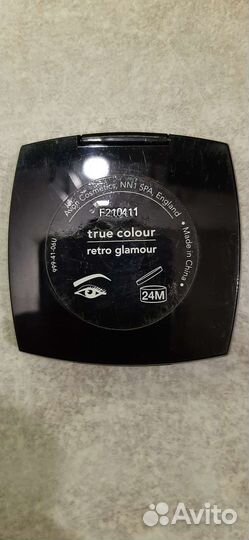 Avon Cosmetics, NN1 5PA, England
• Made in China •
F210411
true colour
retro glamour
24M
Avito